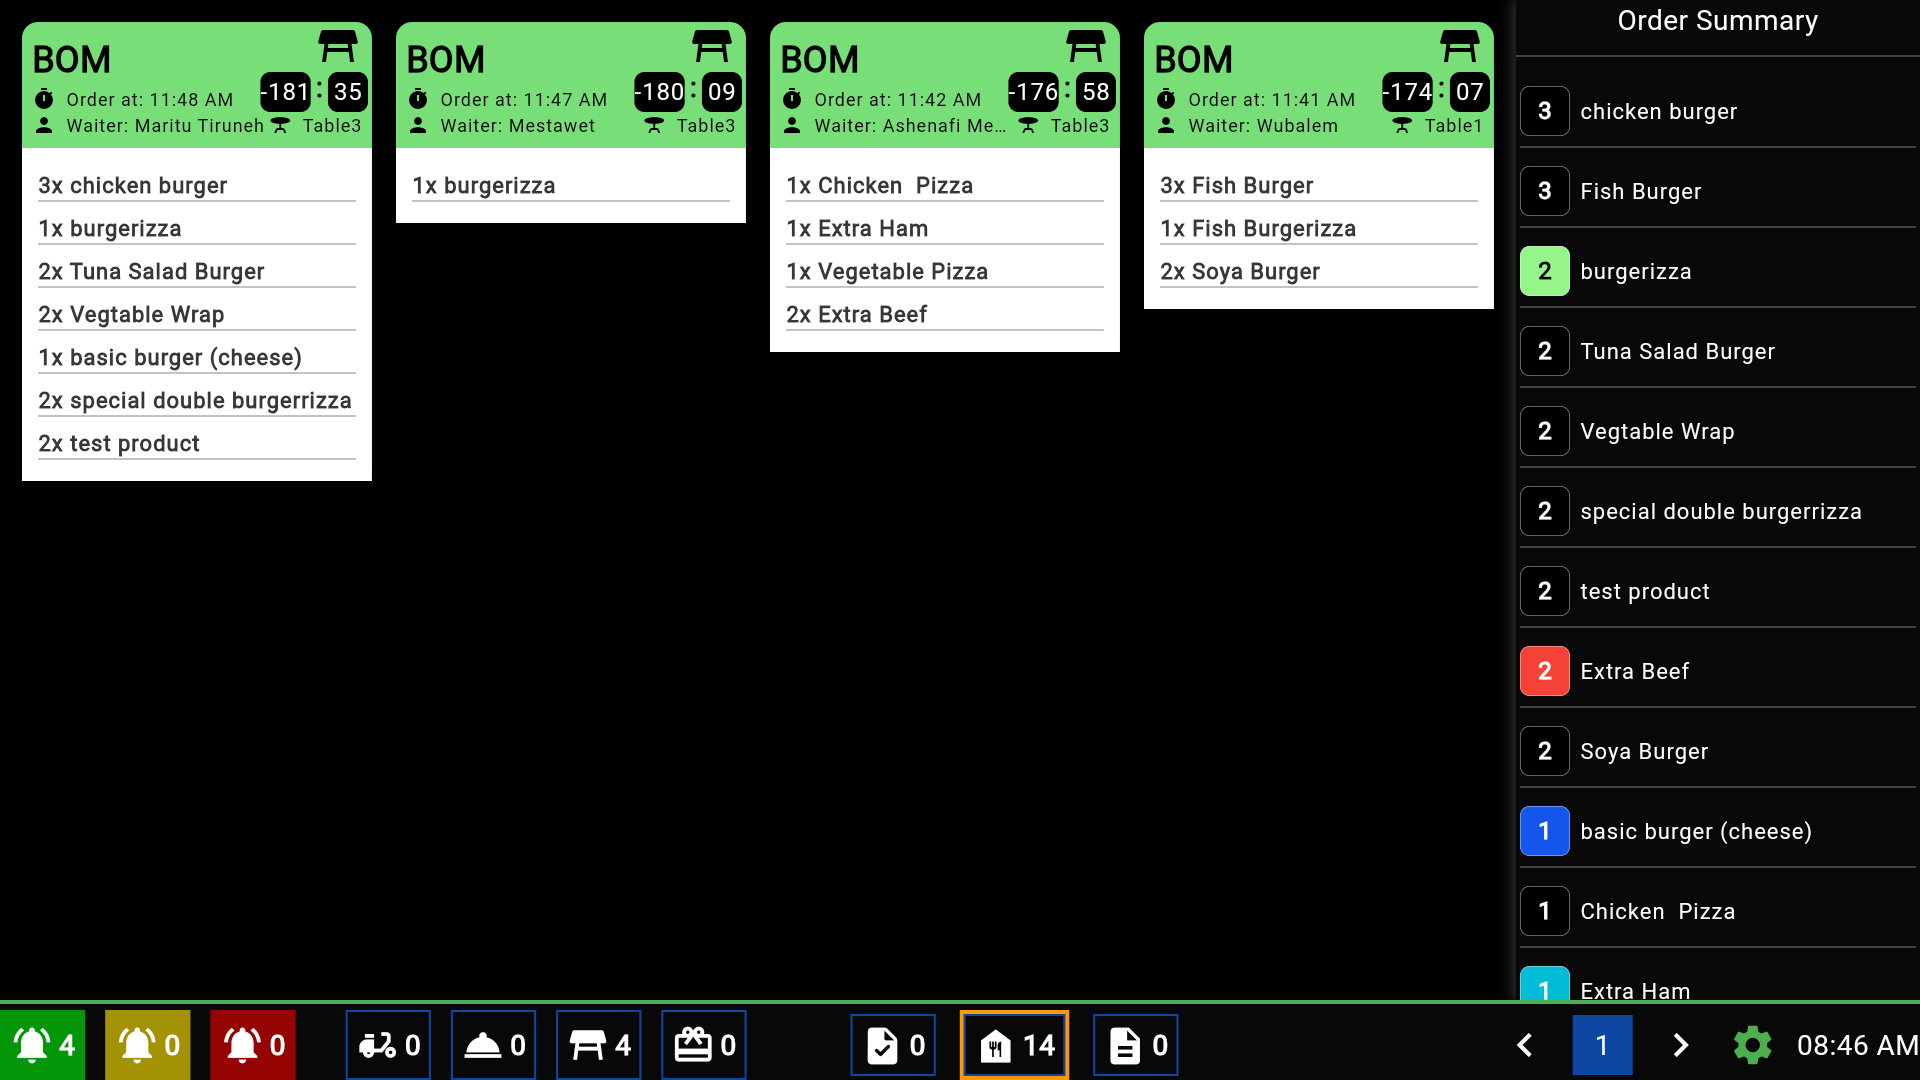 BOM
-181 : 35
Order at: 11:48 AM
Waiter: Maritu Tiruneh
Table3
3x chicken burger
1x burgerizza
2x Tuna Salad Burger
2x Vegtable Wrap
1x basic burger (cheese)
2x special double burgerrizza
2x test product
BOM
-180 : 09
Order at: 11:47 AM
Waiter: Mestawet
Table3
1x burgerizza
BOM
-176 : 58
Order at: 11:42 AM
Waiter: Ashenafi Me...
Table3
1x Chicken  Pizza
1x Extra Ham
1x Vegetable Pizza
2x Extra Beef
BOM
-174 : 07
Order at: 11:41 AM
Waiter: Wubalem
Table1
3x Fish Burger
1x Fish Burgerizza
2x Soya Burger
Order Summary
3 chicken burger
3 Fish Burger
2 burgerizza
2 Tuna Salad Burger
2 Vegtable Wrap
2 special double burgerrizza
2 test product
2 Extra Beef
2 Soya Burger
1 basic burger (cheese)
1 Chicken  Pizza
1 Extra Ham
4 0 0 0 0 4 0 0 14 0 1 08:46 AM